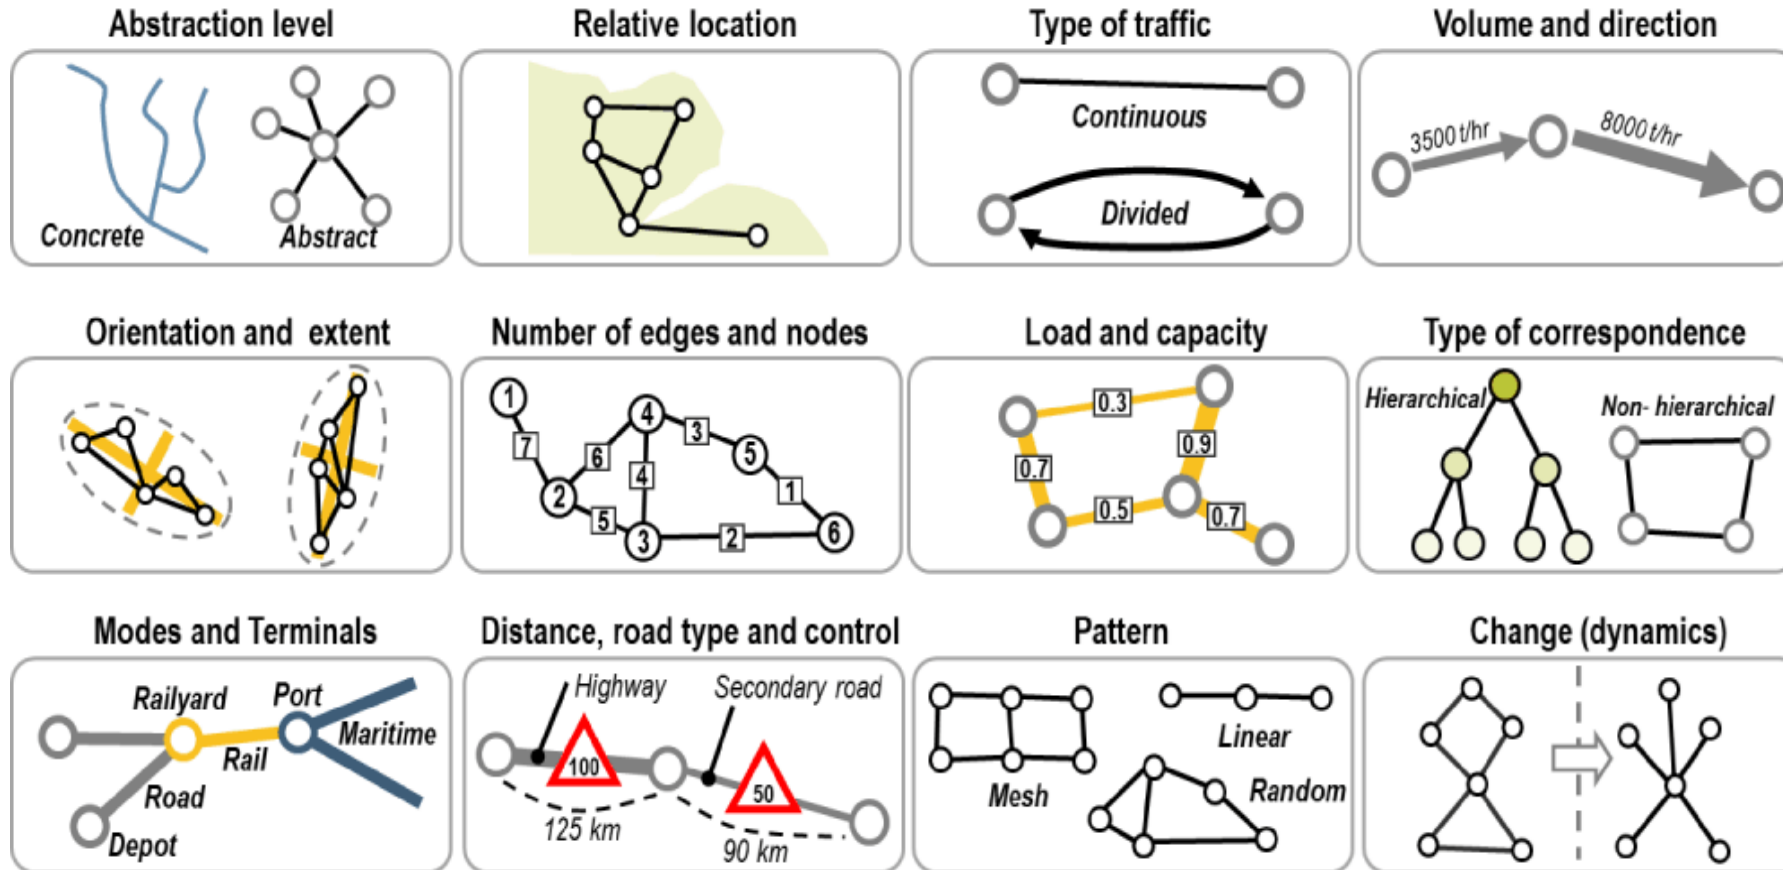 Abstraction level
Relative location
Type of traffic
Volume and direction
Concrete
Abstract
Continuous
Divided
3500 t/hr
8000 t/hr
Orientation and extent
Number of edges and nodes
Load and capacity
Type of correspondence
1
7
2
6
4
3
5
4
1
5
3
2
6
0.3
0.9
0.7
0.5
0.7
Hierarchical
Non- hierarchical
Modes and Terminals
Distance, road type and control
Pattern
Change (dynamics)
Railyard
Port
Maritime
Rail
Road
Depot
Highway
Secondary road
100
50
125 km
90 km
Mesh
Linear
Random